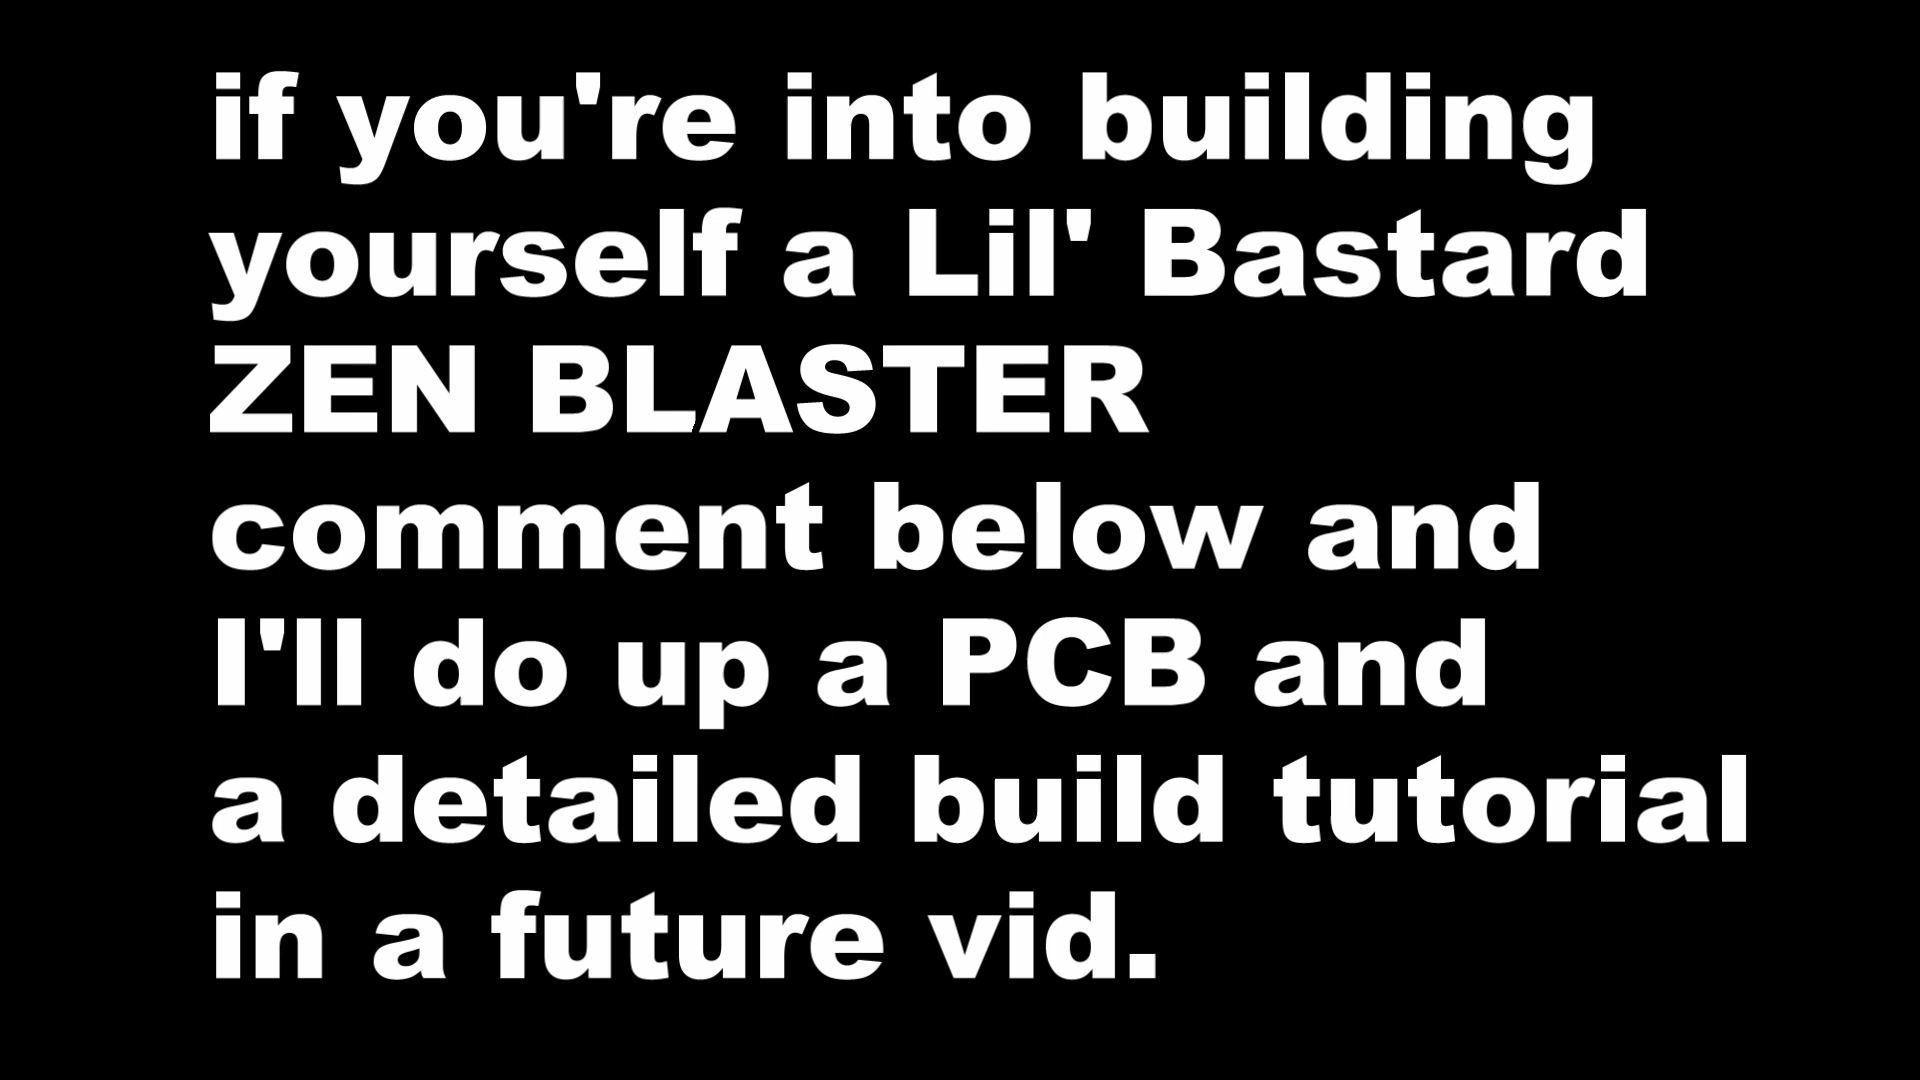 if you're into building
yourself a Lil' Bastard
ZEN BLASTER
comment below and
I'll do up a PCB and
a detailed build tutorial
in a future vid.